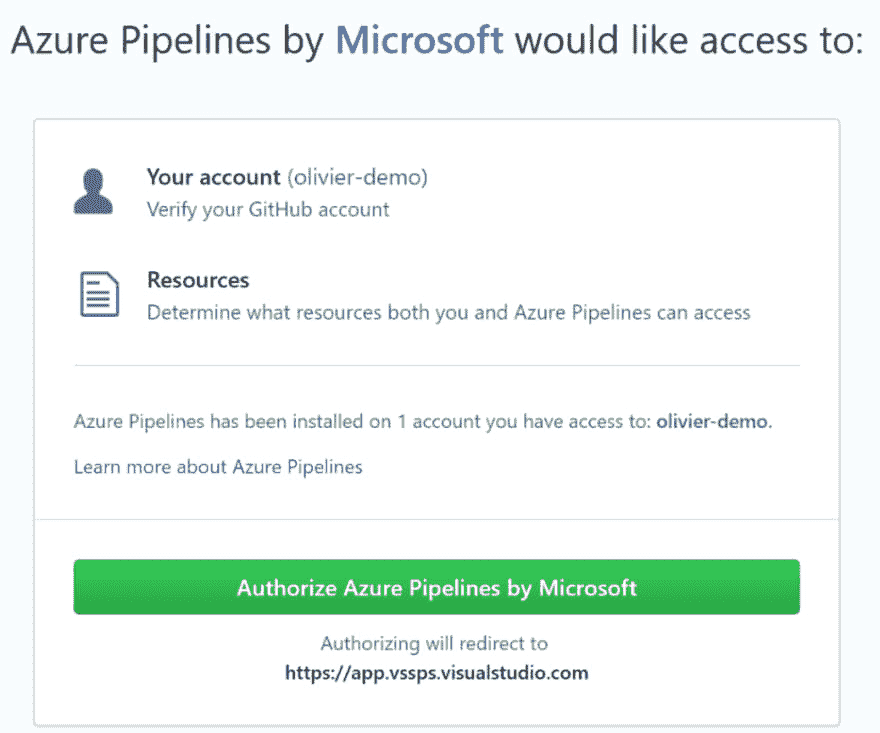 Azure Pipelines by Microsoft would like access to:
Your account (olivier-demo)
Verify your GitHub account
Resources
Determine what resources both you and Azure Pipelines can access
Azure Pipelines has been installed on 1 account you have access to: olivier-demo.
Learn more about Azure Pipelines
Authorize Azure Pipelines by Microsoft
Authorizing will redirect to
https://app.vssps.visualstudio.com